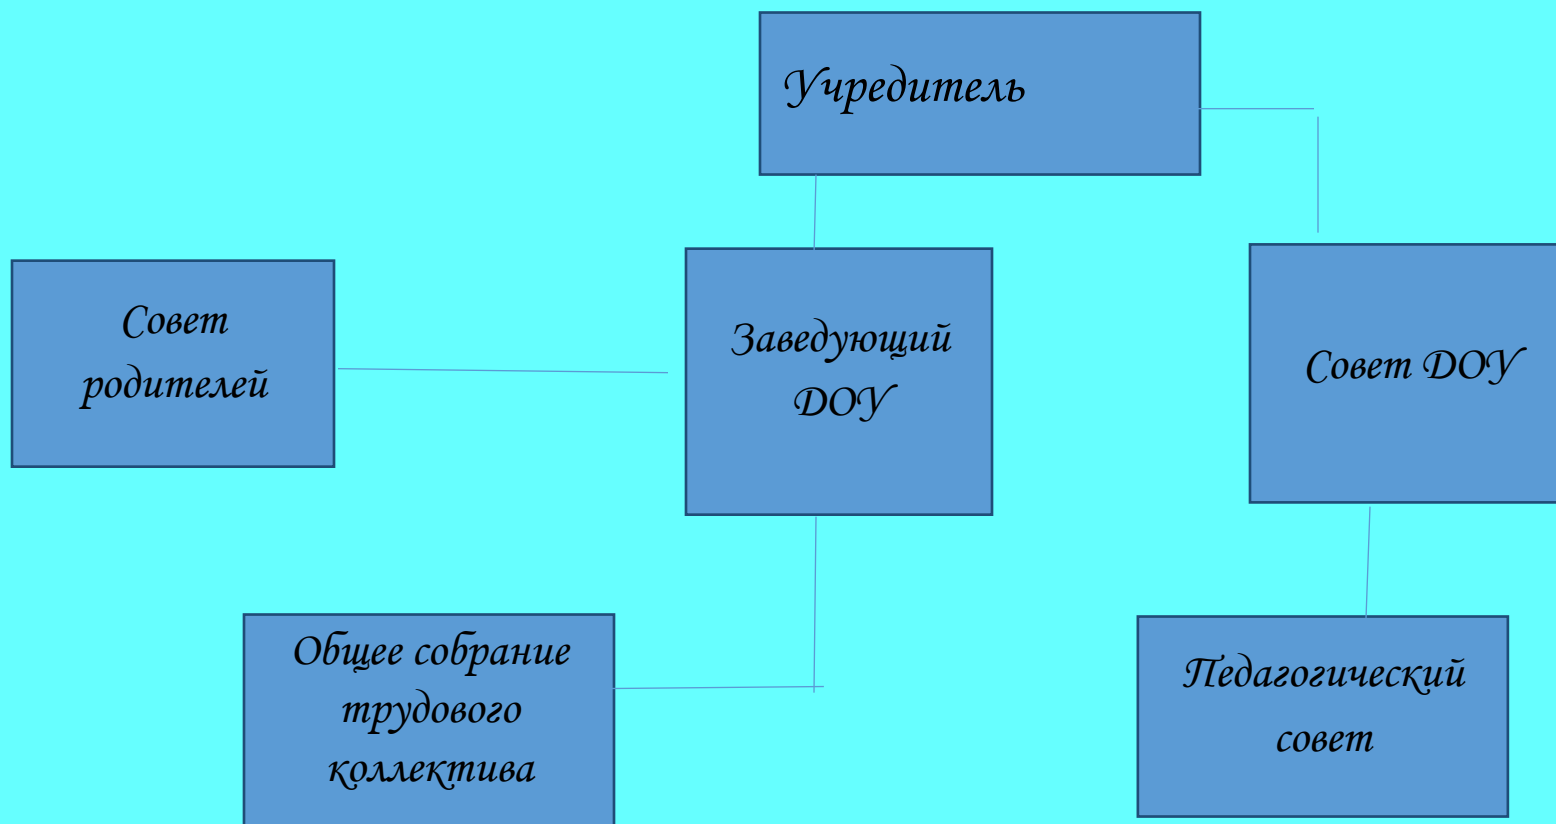 Учредитель
Совет
родителей
Заведующий
ДОУ
Совет ДОУ
Общее собрание
трудового
коллектива
Педагогический
совет